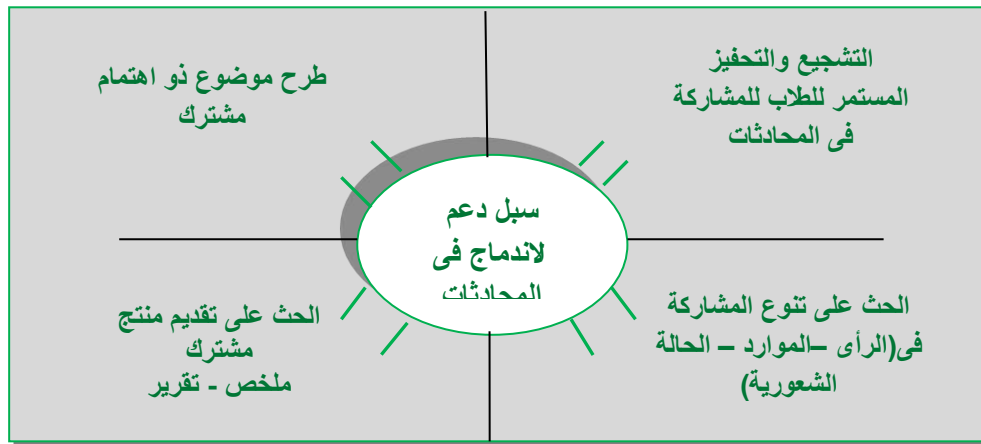 التشجيع والتحفيز
المستمر للطلاب للمشاركة
فى المحادثات
طرح موضوع ذو اهتمام
مشترك
سبل دعم
لاندماج فى
المحادثات
الحث على تنوع المشاركة
فى(الرأى –الموارد – الحالة
الشعورية)
الحث على تقديم منتج
مشترك
ملخص - تقرير